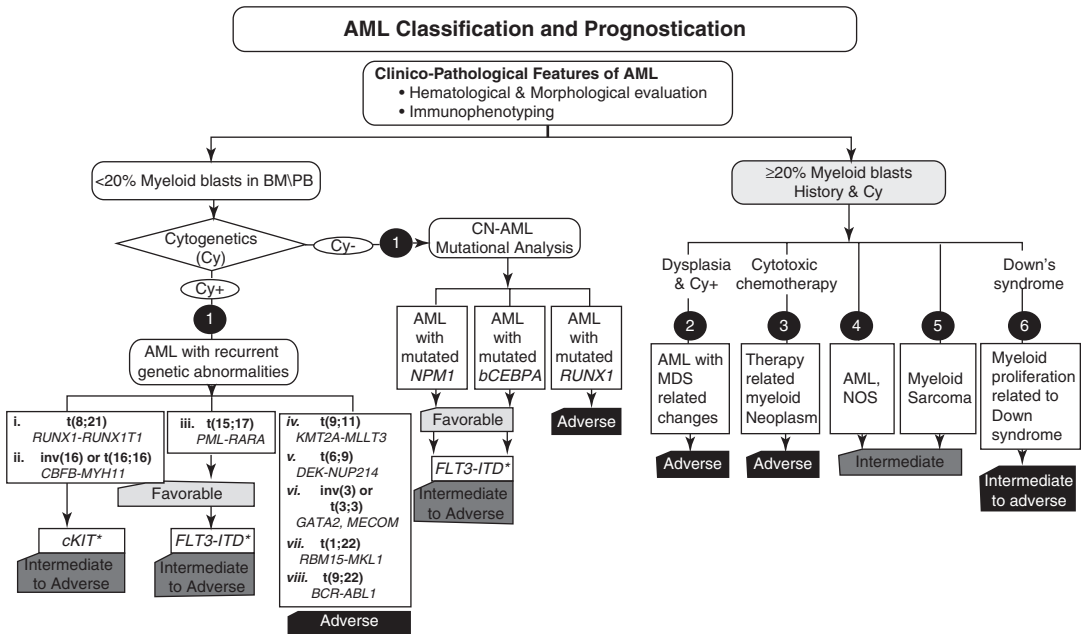 AML Classification and Prognostication
Clinico-Pathological Features of AML
• Hematological & Morphological evaluation
• Immunophenotyping
<20% Myeloid blasts in BM\PB
≥20% Myeloid blasts
History & Cy
Cytogenetics
(Cy)
Cy-
1
CN-AML
Mutational Analysis
Cy+
1
AML with recurrent
genetic abnormalities
i. t(8;21)
RUNX1-RUNX1T1
ii. inv(16) or t(16;16)
CBFB-MYH11
iii. t(15;17)
PML-RARA
Favorable
cKIT*
Intermediate
to Adverse
FLT3-ITD*
Intermediate
to Adverse
iv. t(9;11)
KMT2A-MLLT3
v. t(6;9)
DEK-NUP214
vi. inv(3) or
t(3;3)
GATA2, MECOM
vii. t(1;22)
RBM15-MKL1
viii. t(9;22)
BCR-ABL1
Adverse
AML
with
mutated
NPM1
AML
with
mutated
bCEBPA
AML
with
mutated
RUNX1
Favorable
Adverse
FLT3-ITD*
Intermediate
to Adverse
Dysplasia
& Cy+
2
AML with
MDS
related
changes
Adverse
Cytotoxic
chemotherapy
3
Therapy
related
myeloid
Neoplasm
Adverse
4
AML,
NOS
5
Myeloid
Sarcoma
Intermediate
Down's
syndrome
6
Myeloid
proliferation
related to
Down
syndrome
Intermediate
to adverse